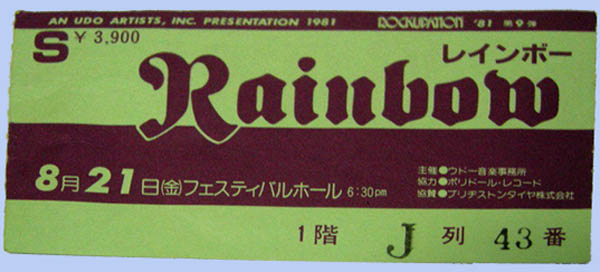 AN UDO ARTISTS, INC. PRESENTATION 1981 ROCKUPATION '81 第9弾
S ¥3,900
レインボー
Rainbow
8月21日(金)フェスティバルホール 6:30pm
主催●ウドー音楽事務所
協力●ポリドール・レコード
協賛●ブリヂストンタイヤ株式会社
1階 J 列 43 番